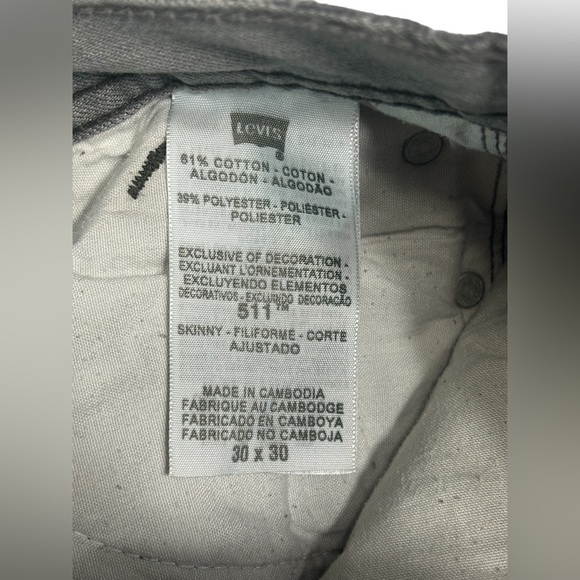 LEVI'S
61% COTTON - COTON -
ALGODÓN - ALGODÃO
39% POLYESTER - POLIÉSTER -
POLIESTER
EXCLUSIVE OF DECORATION -
EXCLUANT L'ORNEMENTATION -
EXCLUYENDO ELEMENTOS
DECORATIVOS - EXCLUINDO DECORAÇÃO
511™
SKINNY - FILIFORME - CORTE
AJUSTADO
MADE IN CAMBODIA
FABRIQUE AU CAMBODGE
FABRICADO EN CAMBOYA
FABRICADO NO CAMBOJA
30 x 30